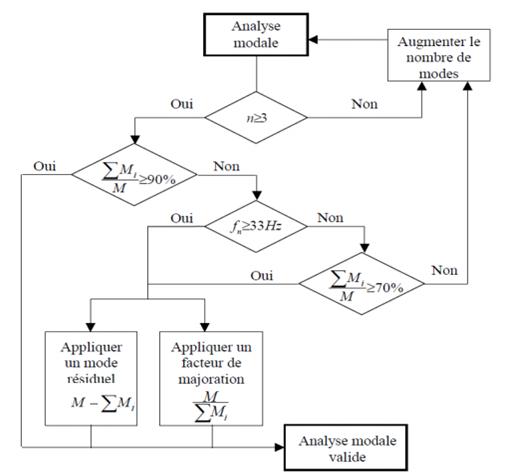 Analyse
modale
Augmenter le
nombre de
modes
Oui
Non
n≥3
Oui
∑Mi/M ≥90%
Non
Oui
fn≥33Hz
Non
Oui
∑Mi/M ≥70%
Non
Appliquer
un mode
résiduel
M − ∑Mi
Appliquer un
facteur de
majoration
M/∑Mi
Analyse modale
valide